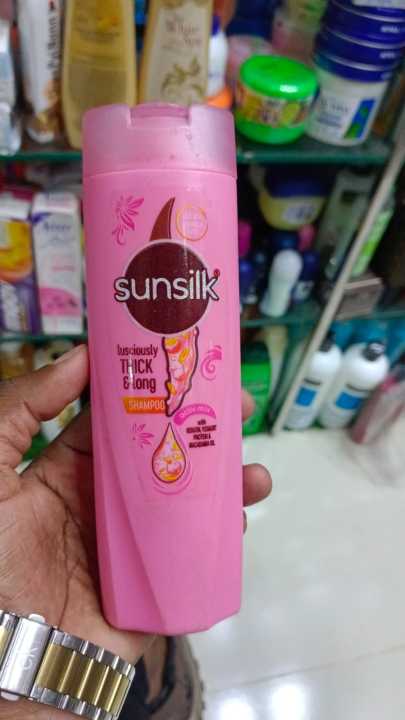 sunsilk
lusciously
THICK
& long
SHAMPOO
with
KERATIN, YOGHURT
PROTEIN &
MACADAMIA OIL